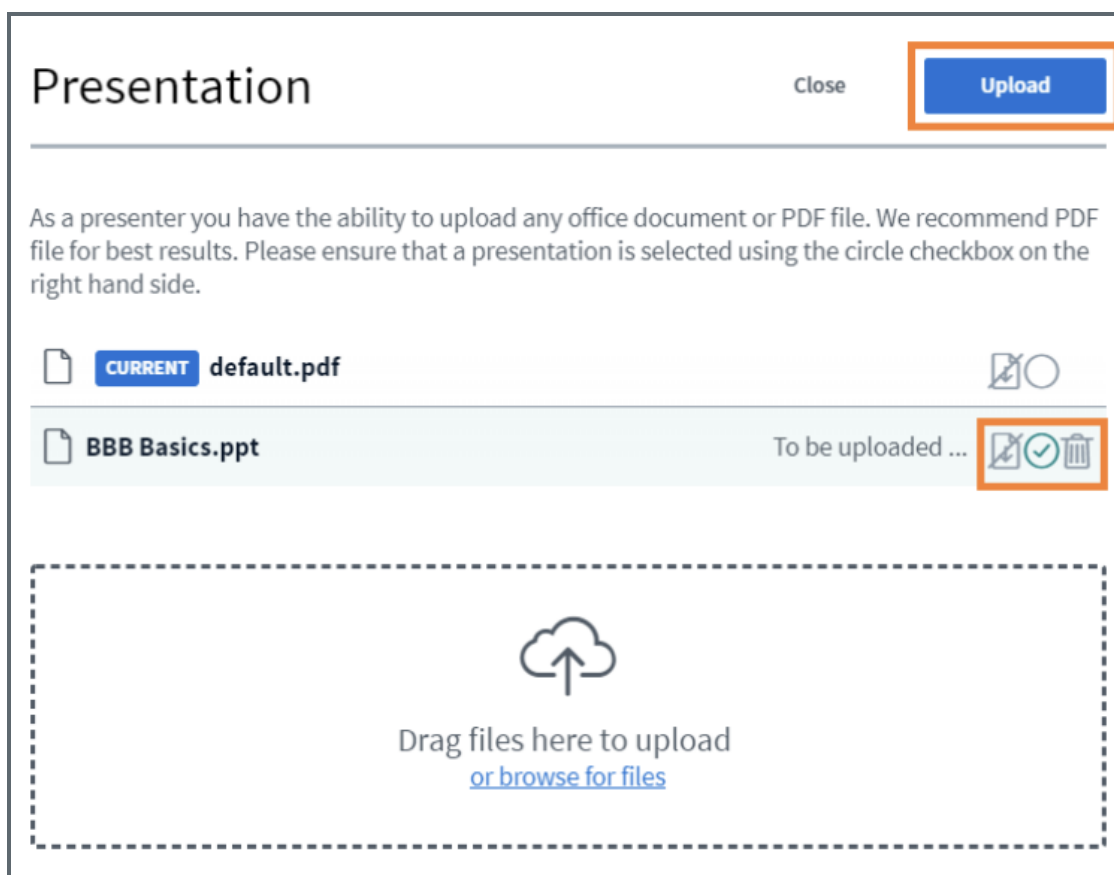 Presentation
Close
Upload
As a presenter you have the ability to upload any office document or PDF file. We recommend PDF
file for best results. Please ensure that a presentation is selected using the circle checkbox on the
right hand side.
CURRENT default.pdf
BBB Basics.ppt To be uploaded ...
Drag files here to upload
or browse for files